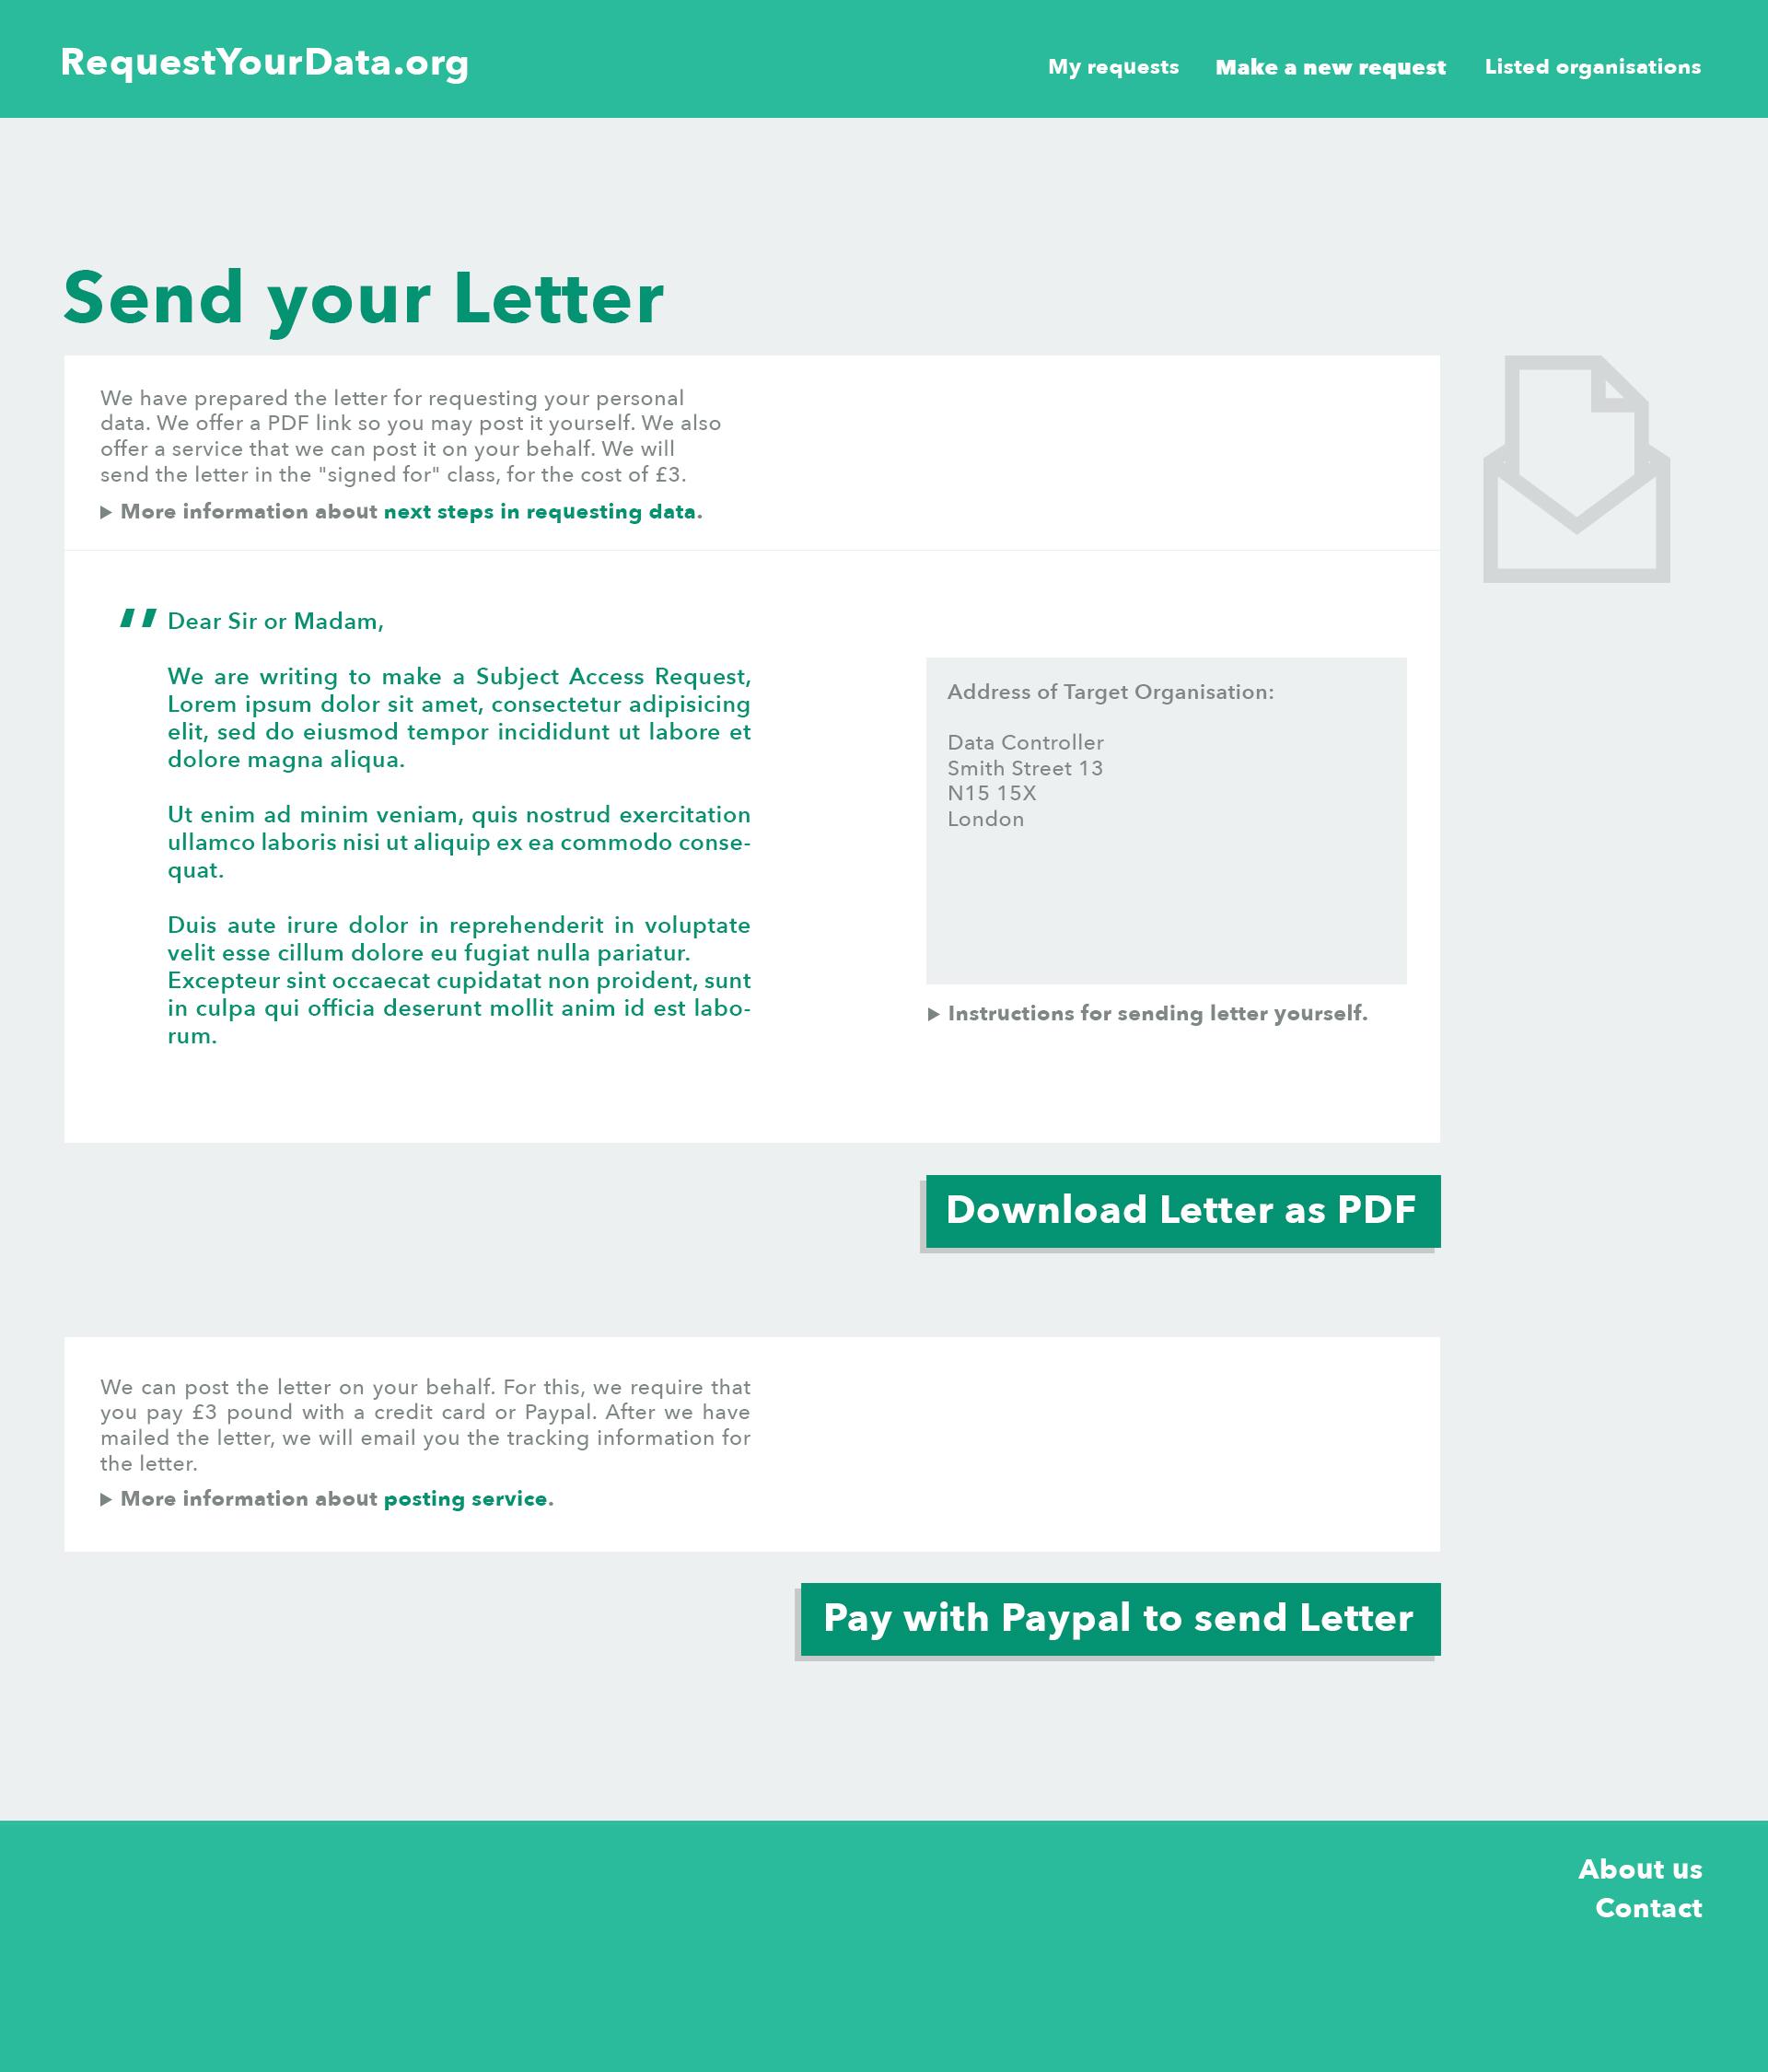 RequestYourData.org
My requests Make a new request Listed organisations
Send your Letter
We have prepared the letter for requesting your personal
data. We offer a PDF link so you may post it yourself. We also
offer a service that we can post it on your behalf. We will
send the letter in the "signed for" class, for the cost of £3.
▶ More information about next steps in requesting data.
" Dear Sir or Madam,
We are writing to make a Subject Access Request,
Lorem ipsum dolor sit amet, consectetur adipisicing
elit, sed do eiusmod tempor incididunt ut labore et
dolore magna aliqua.
Ut enim ad minim veniam, quis nostrud exercitation
ullamco laboris nisi ut aliquip ex ea commodo conse-
quat.
Duis aute irure dolor in reprehenderit in voluptate
velit esse cillum dolore eu fugiat nulla pariatur.
Excepteur sint occaecat cupidatat non proident, sunt
in culpa qui officia deserunt mollit anim id est labo-
rum.
Address of Target Organisation:
Data Controller
Smith Street 13
N15 15X
London
▶ Instructions for sending letter yourself.
Download Letter as PDF
We can post the letter on your behalf. For this, we require that
you pay £3 pound with a credit card or Paypal. After we have
mailed the letter, we will email you the tracking information for
the letter.
▶ More information about posting service.
Pay with Paypal to send Letter
About us
Contact